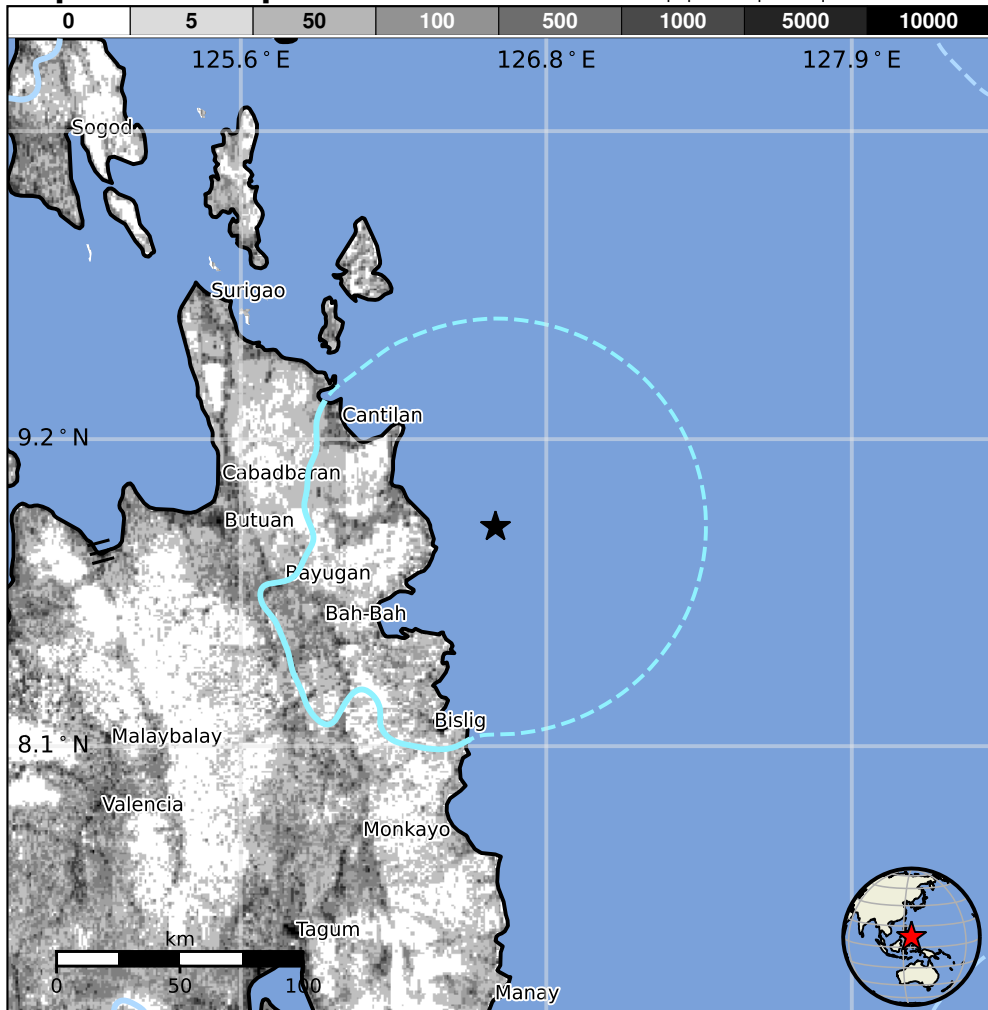 0 5 50 100 500 1000 5000 10000
125.6°E 126.8°E 127.9°E
Sogod
Surigao
Cantilan
9.2°N
Cabadbaran
Butuan
Bayugan
Bah-Bah
Bislig
8.1°N
Malaybalay
Valencia
Monkayo
Tagum
km
0 50 100
Manay